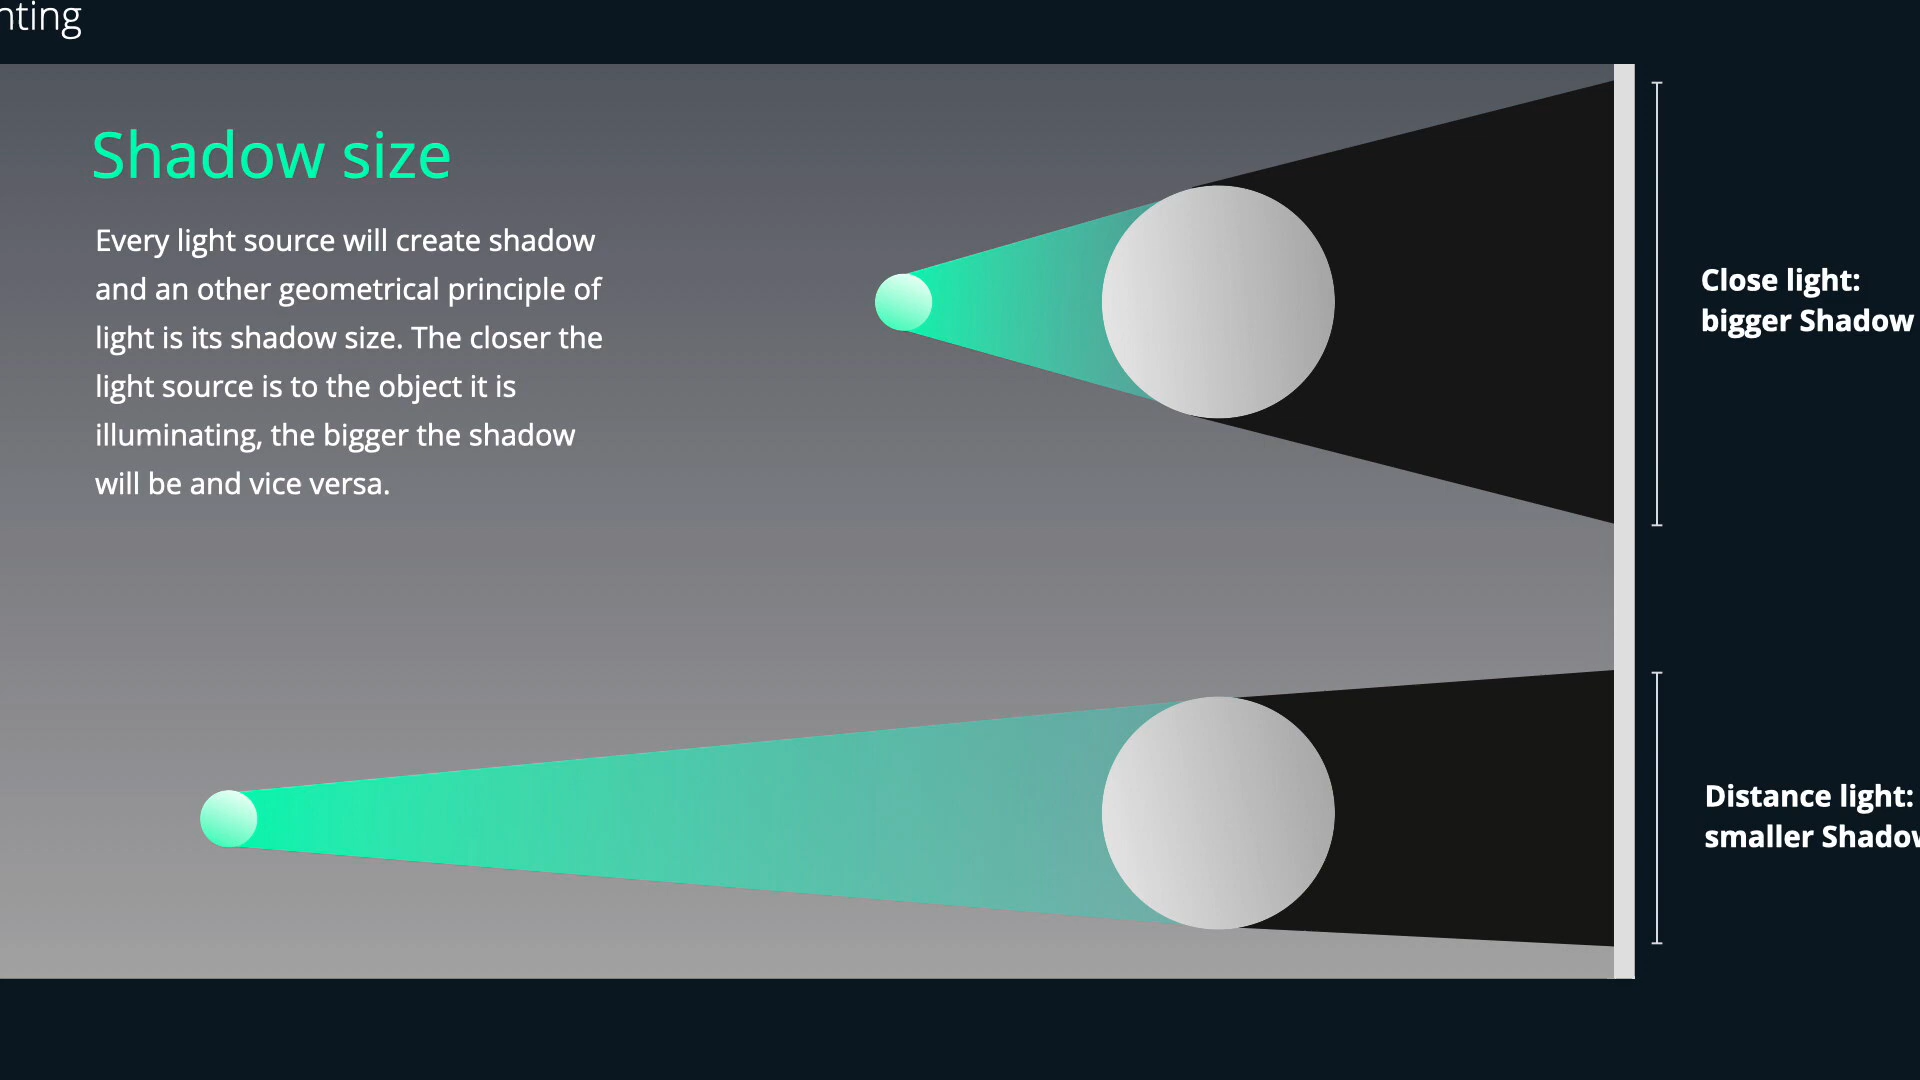 nting
Shadow size
Every light source will create shadow
and an other geometrical principle of
light is its shadow size. The closer the
light source is to the object it is
illuminating, the bigger the shadow
will be and vice versa.
Close light:
bigger Shadow
Distance light:
smaller Shadow